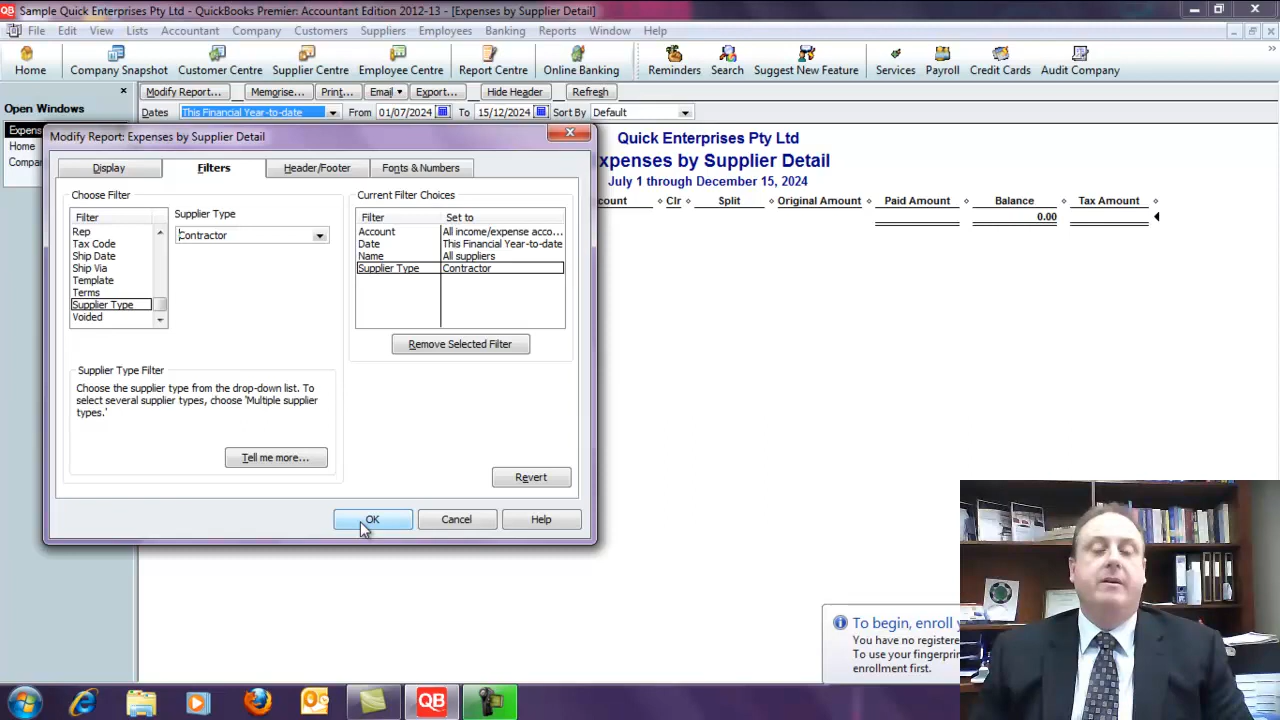 Sample Quick Enterprises Pty Ltd - QuickBooks Premier: Accountant Edition 2012-13 - [Expenses by Supplier Detail]
File Edit View Lists Accountant Company Customers Suppliers Employees Banking Reports Window Help
Home Company Snapshot Customer Centre Supplier Centre Employee Centre Report Centre Online Banking Reminders Search Suggest New Feature Services Payroll Credit Cards Audit Company
Open Windows
Expens
Home
Compan
Modify Report... Memorise... Print... Email Export... Hide Header Refresh
Dates This Financial Year-to-date From 01/07/2024 To 15/12/2024 Sort By Default
Quick Enterprises Pty Ltd
xpenses by Supplier Detail
July 1 through December 15, 2024
count Clr Split Original Amount Paid Amount Balance Tax Amount
0.00
Modify Report: Expenses by Supplier Detail
Display Filters Header/Footer Fonts & Numbers
Choose Filter
Filter
Rep
Tax Code
Ship Date
Ship Via
Template
Terms
Supplier Type
Voided
Supplier Type
Contractor
Current Filter Choices
Filter Set to
Account All income/expense acco...
Date This Financial Year-to-date
Name All suppliers
Supplier Type Contractor
Remove Selected Filter
Supplier Type Filter
Choose the supplier type from the drop-down list. To
select several supplier types, choose 'Multiple supplier
types.'
Tell me more...
Revert
OK Cancel Help
To begin, enroll y
You have no registere
To use your fingerprin
enrollment first.
QB